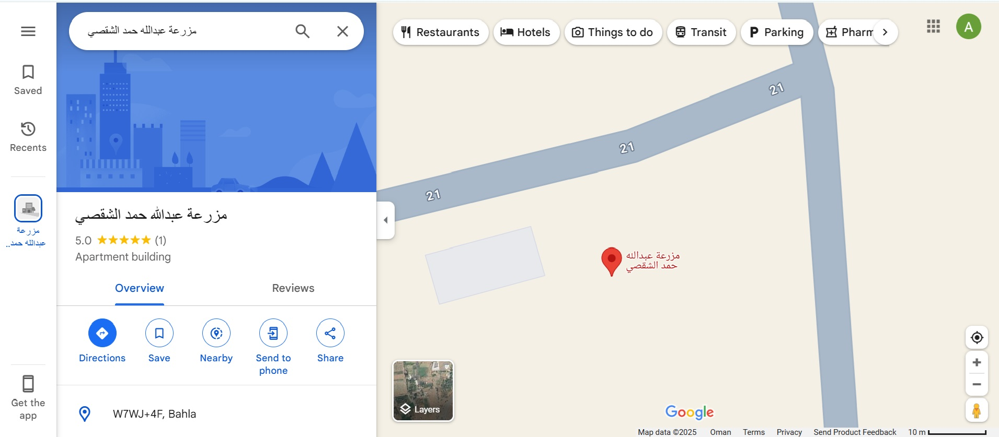 مزرعة عبدالله حمد الشقصي
Restaurants
Hotels
Things to do
Transit
Parking
Pharm
A
Saved
Recents
مزرعة
عبدالله حمد..
Get the
app
مزرعة عبدالله حمد الشقصي
5.0 (1)
Apartment building
Overview
Reviews
Directions
Save
Nearby
Send to
phone
Share
W7WJ+4F, Bahla
21
21
21
مزرعة عبدالله
حمد الشقصي
Layers
Google
Map data ©2025
Oman
Terms
Privacy
Send Product Feedback
10 m